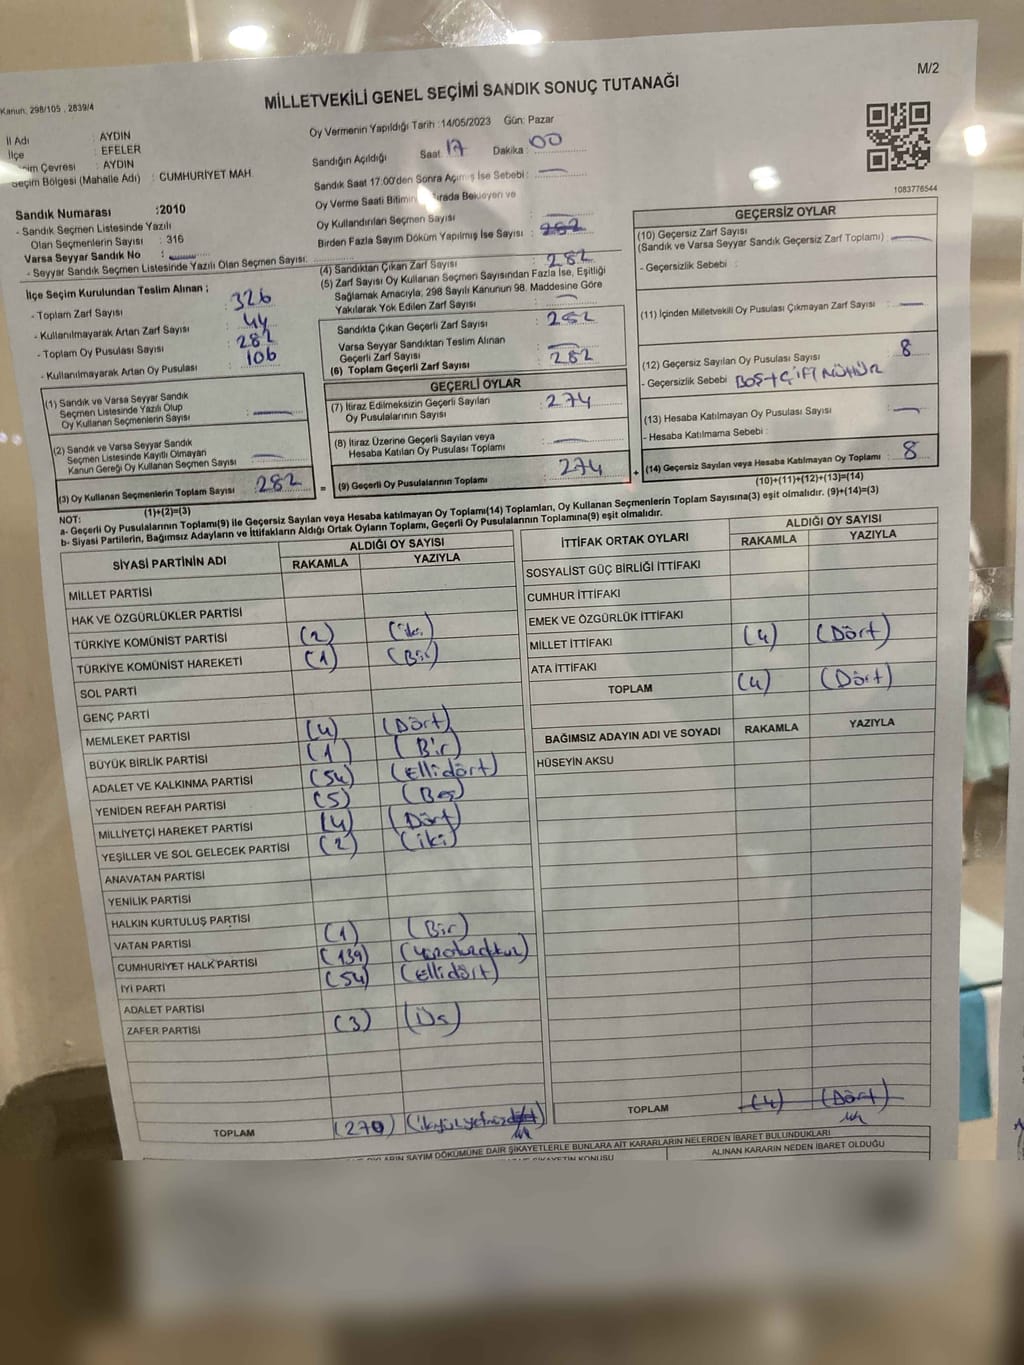 M/2
Kanun: 298/105 , 2839/4
MİLLETVEKİLİ GENEL SEÇİMİ SANDIK SONUÇ TUTANAĞI
İl Adı : AYDIN
İlçe : EFELER
Seçim Çevresi : AYDIN
Seçim Bölgesi (Mahalle Adı) : CUMHURİYET MAH.
Sandık Numarası :2010
- Sandık Seçmen Listesinde Yazılı
Olan Seçmenlerin Sayısı : 316
Varsa Seyyar Sandık No :
- Seyyar Sandık Seçmen Listesinde Yazılı Olan Seçmen Sayısı:
Oy Vermenin Yapıldığı Tarih :14/05/2023 Gün: Pazar
Sandığın Açıldığı Saat : 17 Dakika : 00
Sandık Saat 17:00'den Sonra Açımış İse Sebebi : —
Oy Verme Saati Bitiminde Sırada Bekleyen ve
Oy Kullandırılan Seçmen Sayısı : —
Birden Fazla Sayım Döküm Yapılmış İse Sayısı : 282
1083776544
İlçe Seçim Kurulundan Teslim Alınan ;
- Toplam Zarf Sayısı : 326
- Kullanılmayarak Artan Zarf Sayısı : 44
- Toplam Oy Pusulası Sayısı : 282
- Kullanılmayarak Artan Oy Pusulası : 106
(1) Sandık ve Varsa Seyyar Sandık
Seçmen Listesinde Yazılı Olup
Oy Kullanan Seçmenlerin Sayısı : —
(2) Sandık ve Varsa Seyyar Sandık
Seçmen Listesinde Kayıtlı Olmayan
Kanun Gereği Oy Kullanan Seçmen Sayısı : —
(3) Oy Kullanan Seçmenlerin Toplam Sayısı : 282
(1)+(2)=(3)
(4) Sandıktan Çıkan Zarf Sayısı : 282
(5) Zarf Sayısı Oy Kullanan Seçmen Sayısından Fazla İse, Eşitliği
Sağlamak Amacıyla, 298 Sayılı Kanunun 98. Maddesine Göre
Yakılarak Yok Edilen Zarf Sayısı : —
Sandıkta Çıkan Geçerli Zarf Sayısı : 282
Varsa Seyyar Sandıktan Teslim Alınan
Geçerli Zarf Sayısı : —
(6) Toplam Geçerli Zarf Sayısı : 282
GEÇERLİ OYLAR
(7) İtiraz Edilmeksizin Geçerli Sayılan
Oy Pusulalarının Sayısı : 274
(8) İtiraz Üzerine Geçerli Sayılan veya
Hesaba Katılan Oy Pusulası Toplamı : —
= (9) Geçerli Oy Pusulalarının Toplamı : 274 +
GEÇERSİZ OYLAR
(10) Geçersiz Zarf Sayısı
(Sandık ve Varsa Seyyar Sandık Geçersiz Zarf Toplamı) : —
- Geçersizlik Sebebi :
(11) İçinden Milletvekili Oy Pusulası Çıkmayan Zarf Sayısı : —
(12) Geçersiz Sayılan Oy Pusulası Sayısı : 8
- Geçersizlik Sebebi BOŞ+ÇİFT MÜHÜR
(13) Hesaba Katılmayan Oy Pusulası Sayısı : —
- Hesaba Katılmama Sebebi :
(14) Geçersiz Sayılan veya Hesaba Katılmayan Oy Pusulası Toplamı : 8
(10)+(11)+(12)+(13)=(14)
NOT:
a- Geçerli Oy Pusulalarının Toplamı(9) ile Geçersiz Sayılan veya Hesaba katılmayan Oy Toplamı(14) Toplamları, Oy Kullanan Seçmenlerin Toplam Sayısına(3) eşit olmalıdır. (9)+(14)=(3)
b- Siyasi Partilerin, Bağımsız Adayların ve İttifakların Aldığı Ortak Oyların Toplamı, Geçerli Oy Pusulalarının Toplamına(9) eşit olmalıdır.
SİYASİ PARTİNİN ADI ALDIĞI OY SAYISI
RAKAMLA YAZIYLA
MİLLET PARTİSİ
HAK VE ÖZGÜRLÜKLER PARTİSİ
TÜRKİYE KOMÜNİST PARTİSİ (2) (iki)
TÜRKİYE KOMÜNİST HAREKETİ (1) (Bir)
SOL PARTİ
GENÇ PARTİ
MEMLEKET PARTİSİ (4) (Dört)
BÜYÜK BİRLİK PARTİSİ (1) (Bir)
ADALET VE KALKINMA PARTİSİ (54) (Ellidört)
YENİDEN REFAH PARTİSİ (5) (Beş)
MİLLİYETÇİ HAREKET PARTİSİ (4) (Dört)
YEŞİLLER VE SOL GELECEK PARTİSİ (2) (iki)
ANAVATAN PARTİSİ
YENİLİK PARTİSİ
HALKIN KURTULUŞ PARTİSİ
VATAN PARTİSİ (1) (Bir)
CUMHURİYET HALK PARTİSİ (139)
İYİ PARTİ (54) (Ellidört)
ADALET PARTİSİ
ZAFER PARTİSİ (3) (Üç)
TOPLAM (270)
İTTİFAK ORTAK OYLARI ALDIĞI OY SAYISI
RAKAMLA YAZIYLA
SOSYALİST GÜÇ BİRLİĞİ İTTİFAKI
CUMHUR İTTİFAKI
EMEK VE ÖZGÜRLÜK İTTİFAKI
MİLLET İTTİFAKI (4) (Dört)
ATA İTTİFAKI
TOPLAM (4) (Dört)
BAĞIMSIZ ADAYIN ADI VE SOYADI RAKAMLA YAZIYLA
HÜSEYİN AKSU
TOPLAM (4) (Dört)
SAYIM DÖKÜMÜNE DAİR ŞİKAYETLERLE BUNLARA AİT KARARLARIN NELERDEN İBARET BULUNDUKLARI
ŞİKAYETİN KONUSU ALINAN KARARIN NEDEN İBARET OLDUĞU